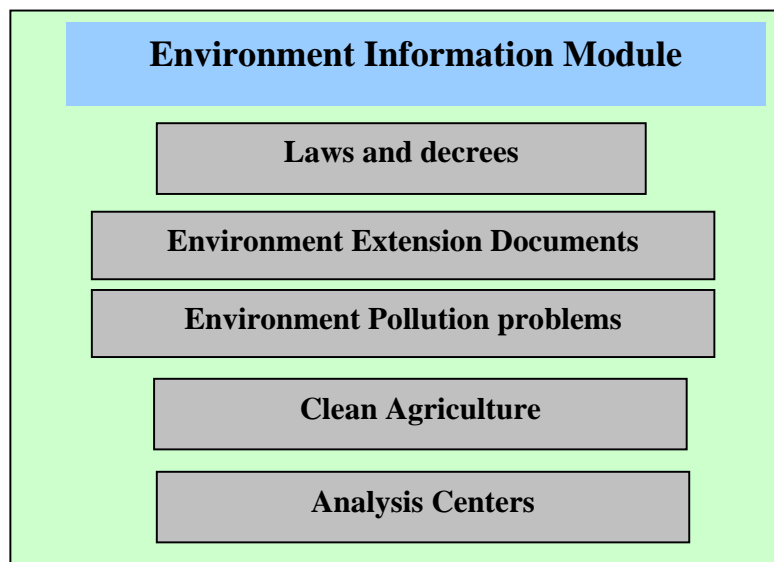 Environment Information Module
Laws and decrees
Environment Extension Documents
Environment Pollution problems
Clean Agriculture
Analysis Centers